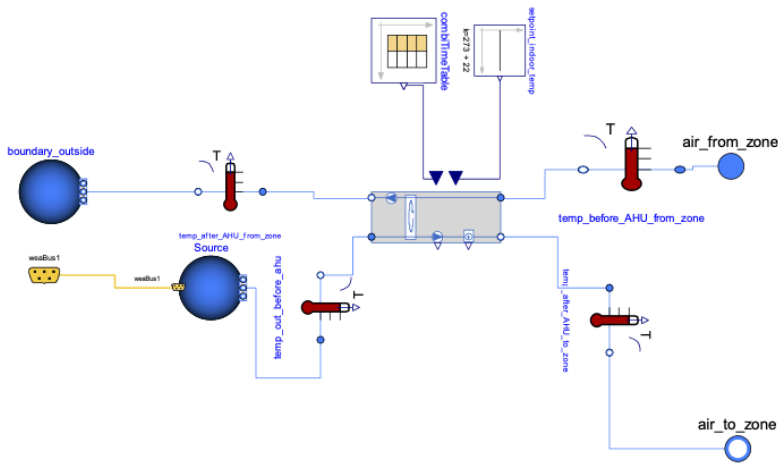 combiTimeTable
k=273 + 22
setpoint_indoor_temp
boundary_outside
T
T
air_from_zone
temp_after_AHU_from_zone
temp_before_AHU_from_zone
Source
weaBus1
weaBus1
temp_out_before_ahu
T
temp_after_AHU_to_zone
T
air_to_zone